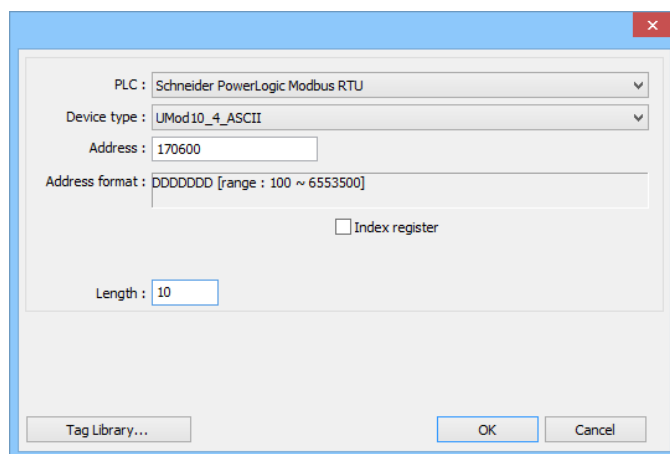 PLC : Schneider PowerLogic Modbus RTU
Device type : UMod10_4_ASCII
Address : 170600
Address format : DDDDDDD [range : 100 ~ 6553500]
Index register
Length : 10
Tag Library... OK Cancel